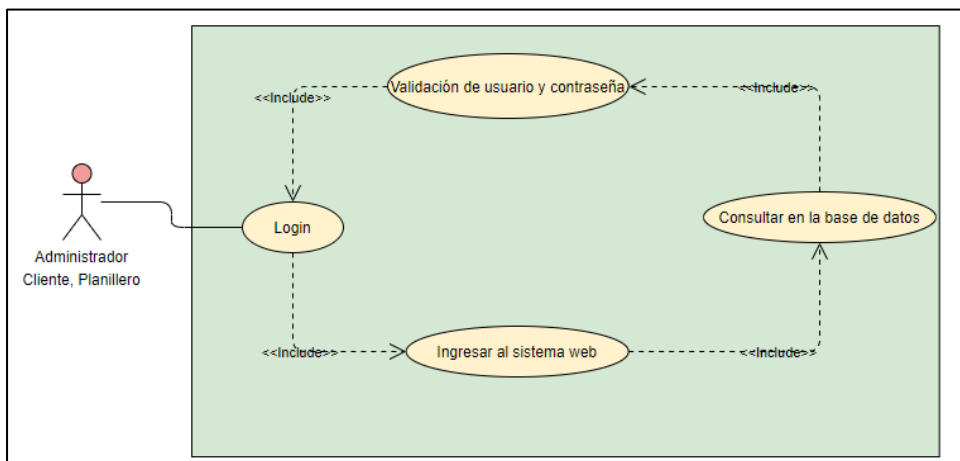 Validación de usuario y contraseña
<<Include>>
<<Include>>
Login
Consultar en la base de datos
Administrador
Cliente, Planillero
<<Include>>
Ingresar al sistema web
<<Include>>